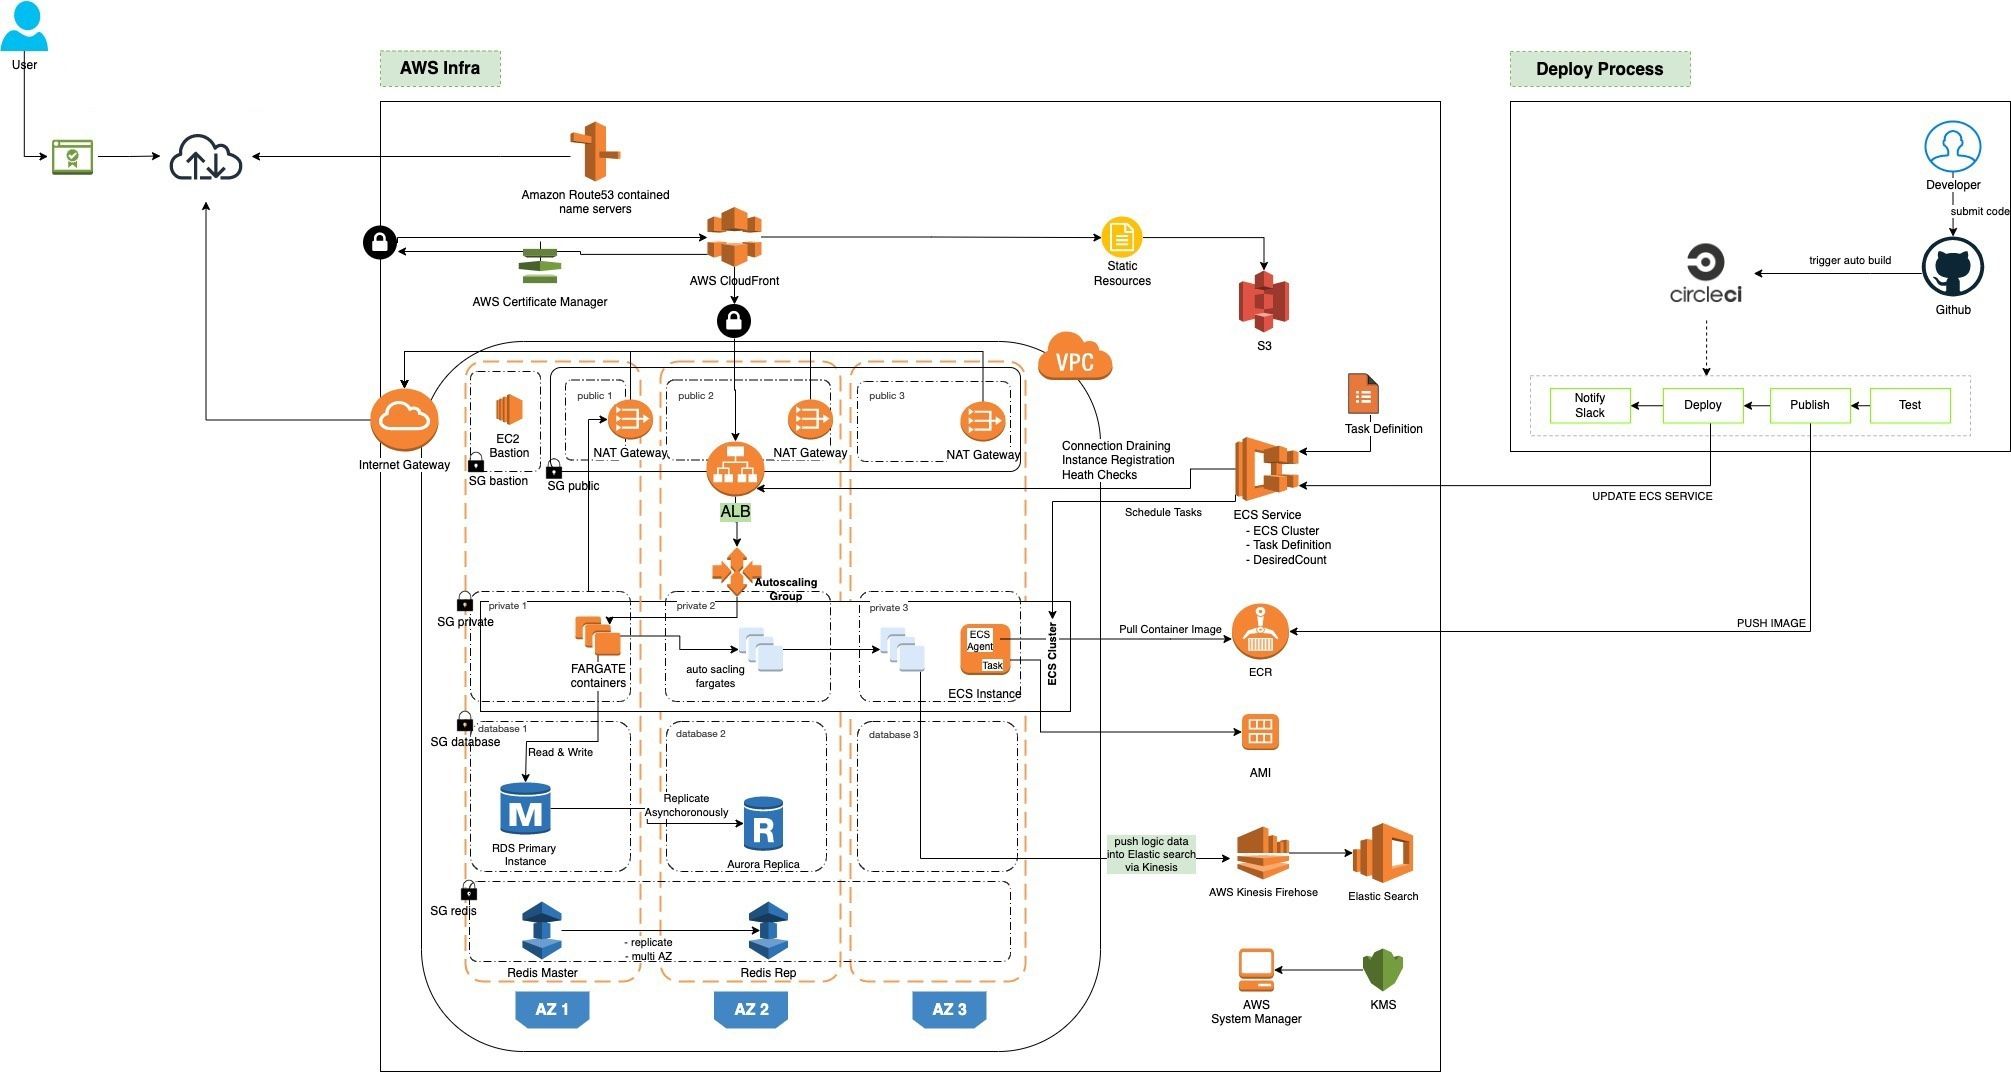 User
AWS Infra
Deploy Process
Amazon Route53 contained
name servers
AWS CloudFront
AWS Certificate Manager
Static
Resources
S3
Developer
submit code
trigger auto build
circleci
Github
Notify
Slack
Deploy
Publish
Test
VPC
Internet Gateway
EC2
Bastion
SG bastion
public 1
NAT Gateway
SG public
public 2
NAT Gateway
public 3
NAT Gateway
ALB
Connection Draining
Instance Registration
Heath Checks
Task Definition
Schedule Tasks
ECS Service
- ECS Cluster
- Task Definition
- DesiredCount
UPDATE ECS SERVICE
Autoscaling
Group
SG private
private 1
FARGATE
containers
private 2
auto sacling
fargates
private 3
ECS
Agent
Task
ECS Instance
ECS Cluster
Pull Container Image
ECR
PUSH IMAGE
AMI
SG database
database 1
Read & Write
M
RDS Primary
Instance
Replicate
Asynchoronously
database 2
R
Aurora Replica
database 3
push logic data
into Elastic search
via Kinesis
AWS Kinesis Firehose
Elastic Search
SG redis
Redis Master
- replicate
- multi AZ
Redis Rep
AWS
System Manager
KMS
AZ 1
AZ 2
AZ 3